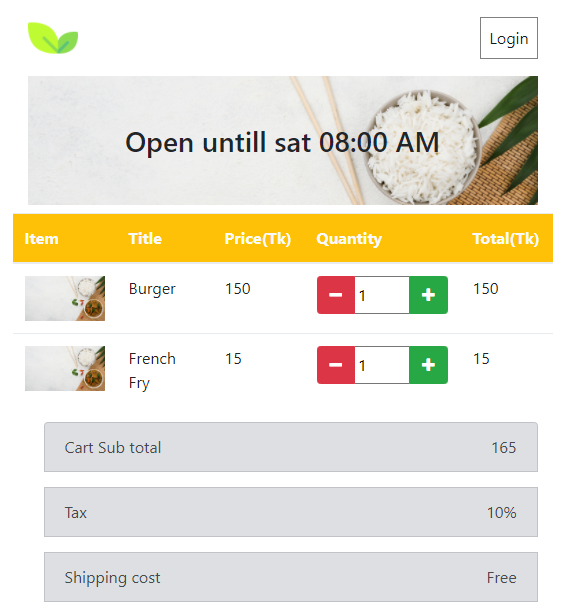 Login
Open untill sat 08:00 AM
Item Title Price(Tk) Quantity Total(Tk)
Burger 150 1 150
French 15 1 15
Fry
Cart Sub total 165
Tax 10%
Shipping cost Free